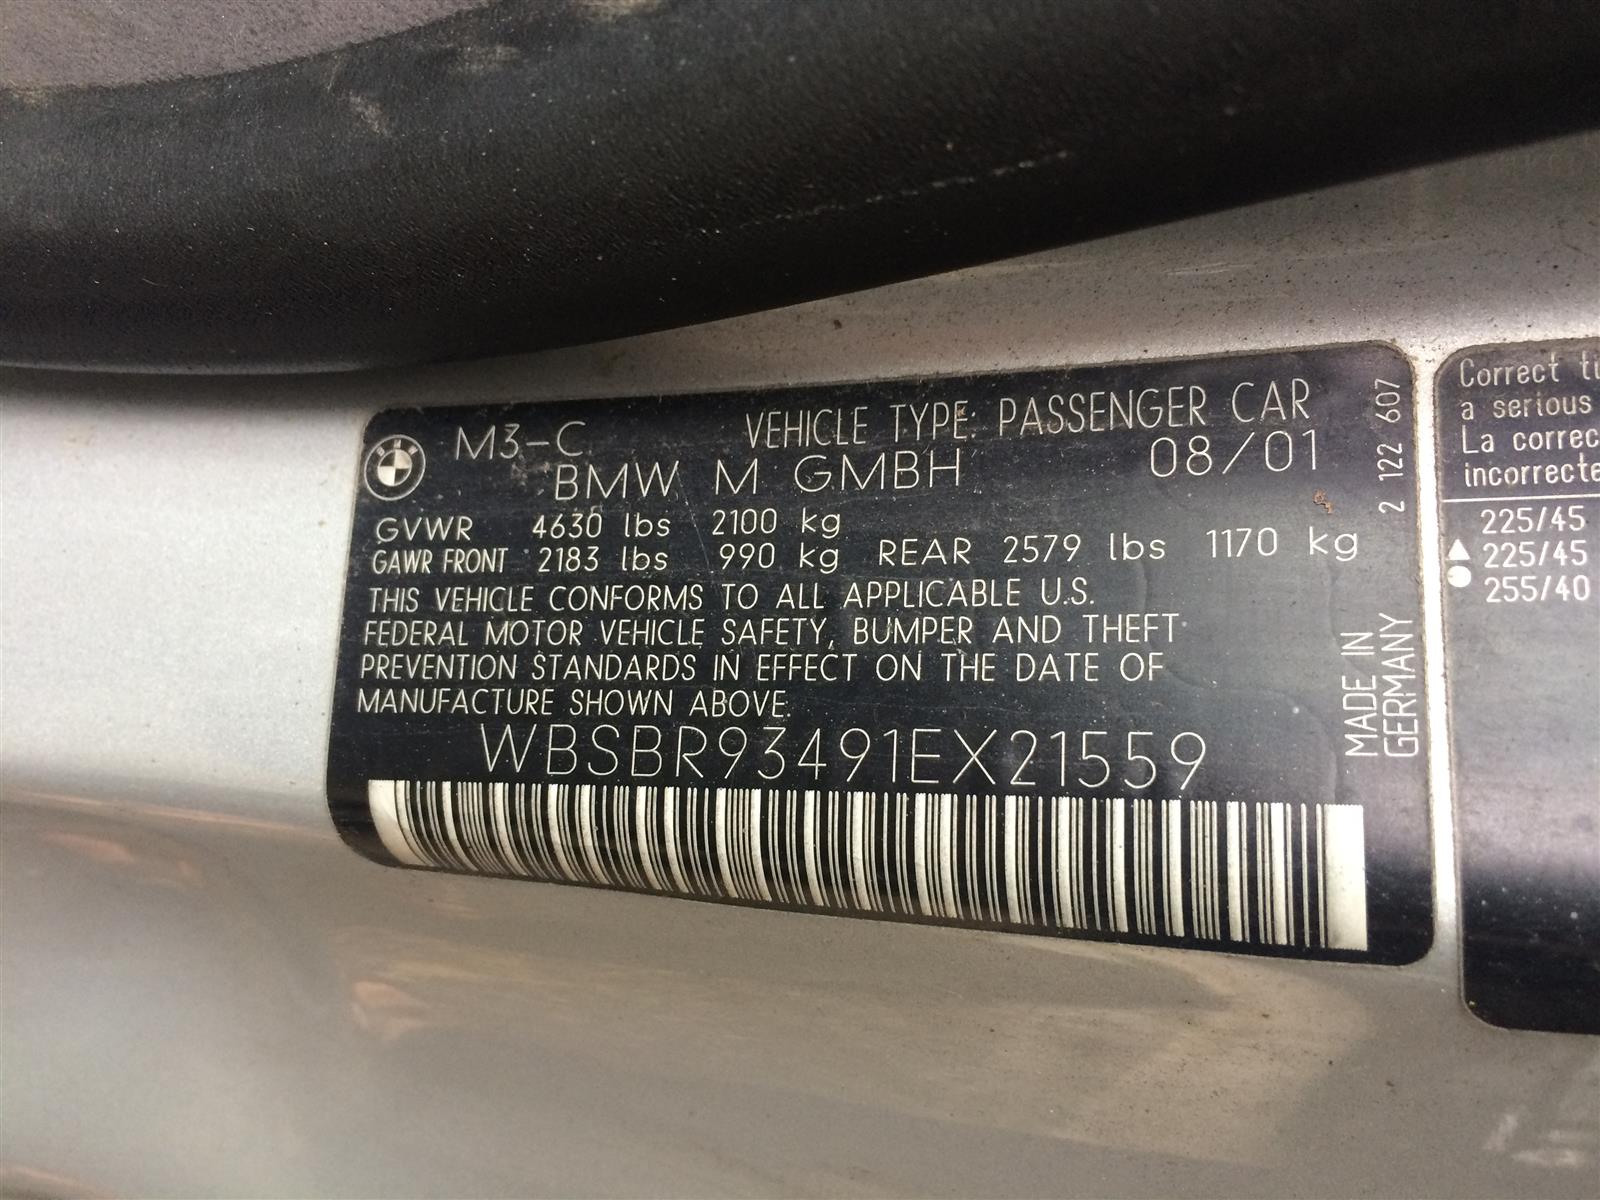 M3-C VEHICLE TYPE: PASSENGER CAR
BMW M GMBH 08/01
GVWR 4630 lbs 2100 kg
GAWR FRONT 2183 lbs 990 kg REAR 2579 lbs 1170 kg
THIS VEHICLE CONFORMS TO ALL APPLICABLE U.S.
FEDERAL MOTOR VEHICLE SAFETY, BUMPER AND THEFT
PREVENTION STANDARDS IN EFFECT ON THE DATE OF
MANUFACTURE SHOWN ABOVE.
WBSBR93491EX21559
2 122 607
MADE IN
GERMANY
Correct
a serious
La correc
incorrecte
225/45
225/45
255/40